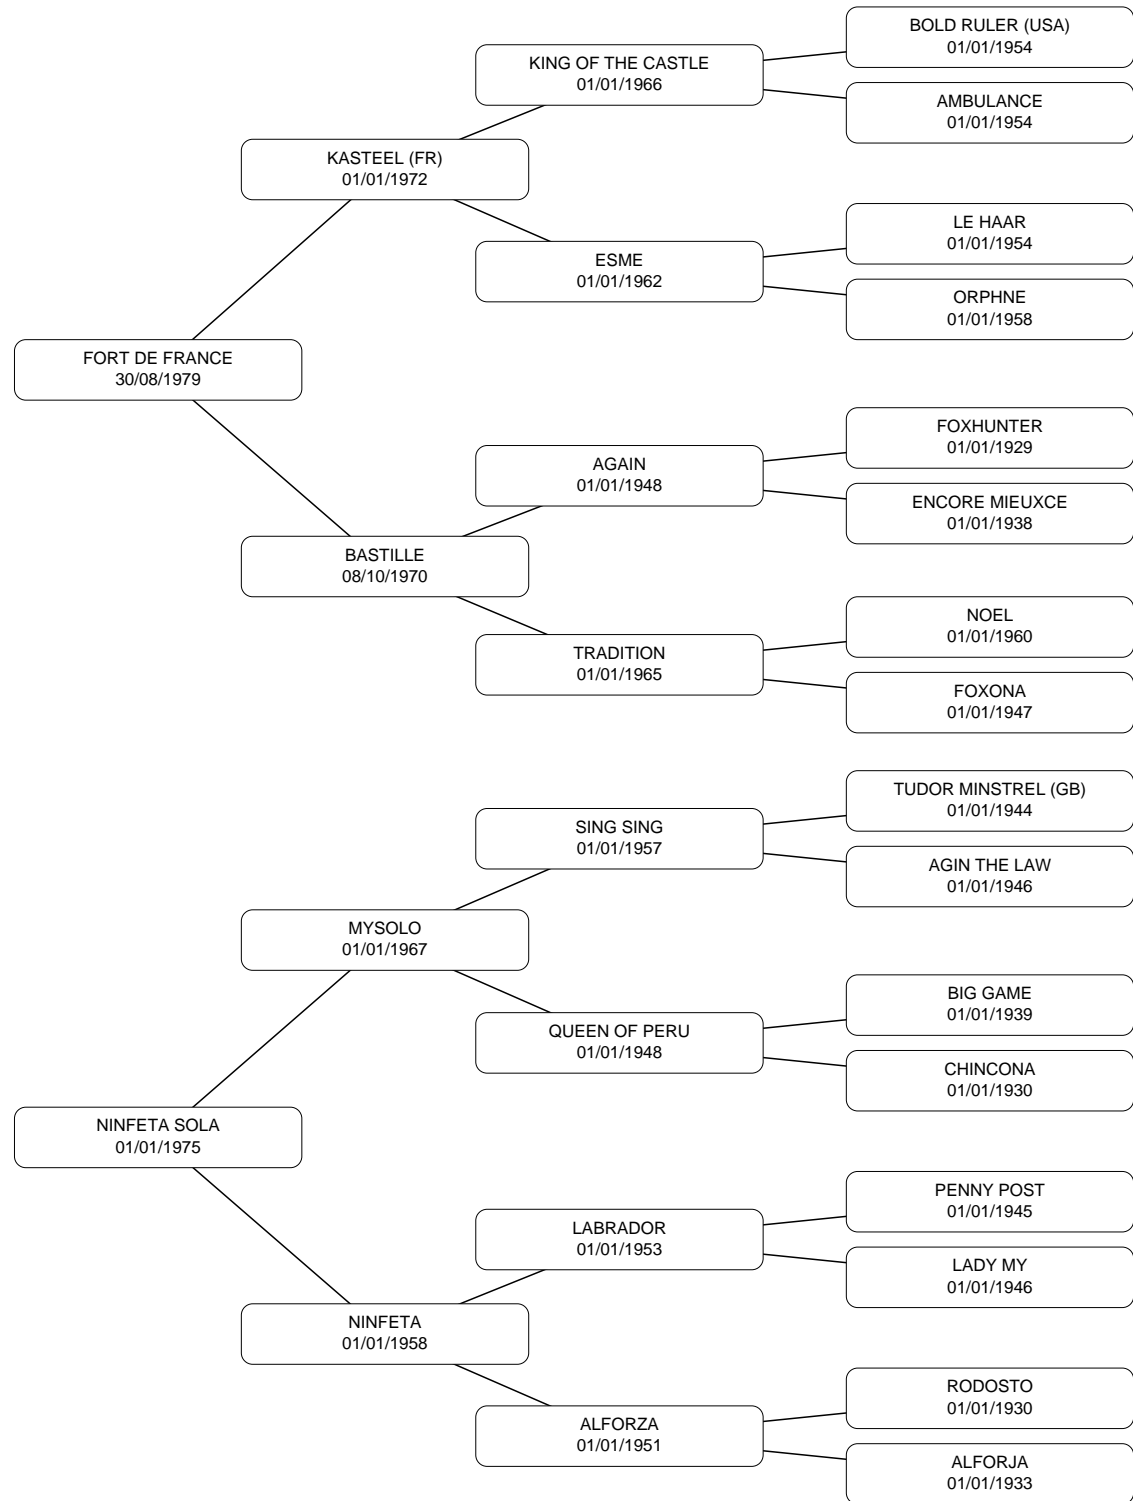 BOLD RULER (USA)
01/01/1954
KING OF THE CASTLE
01/01/1966
AMBULANCE
01/01/1954
KASTEEL (FR)
01/01/1972
LE HAAR
01/01/1954
ESME
01/01/1962
ORPHNE
01/01/1958
FORT DE FRANCE
30/08/1979
FOXHUNTER
01/01/1929
AGAIN
01/01/1948
ENCORE MIEUXCE
01/01/1938
BASTILLE
08/10/1970
NOEL
01/01/1960
TRADITION
01/01/1965
FOXONA
01/01/1947
TUDOR MINSTREL (GB)
01/01/1944
SING SING
01/01/1957
AGIN THE LAW
01/01/1946
MYSOLO
01/01/1967
BIG GAME
01/01/1939
QUEEN OF PERU
01/01/1948
CHINCONA
01/01/1930
NINFETA SOLA
01/01/1975
PENNY POST
01/01/1945
LABRADOR
01/01/1953
LADY MY
01/01/1946
NINFETA
01/01/1958
RODOSTO
01/01/1930
ALFORZA
01/01/1951
ALFORJA
01/01/1933